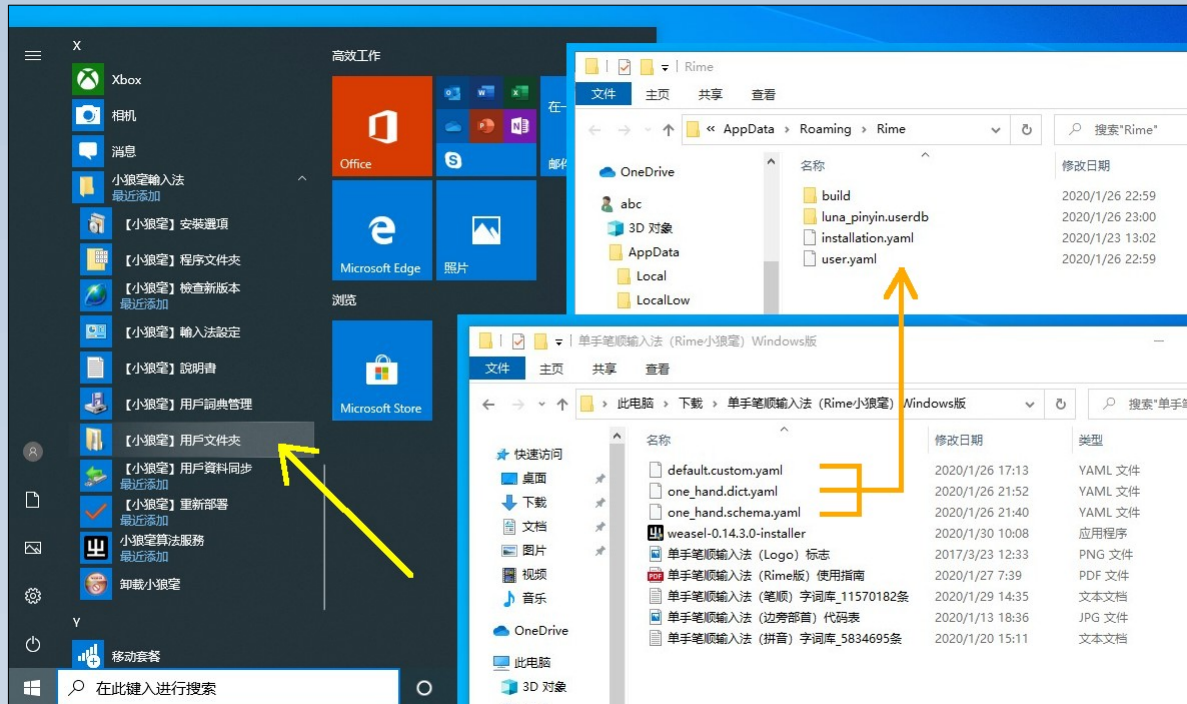 X
Xbox
相机
消息
小狼毫輸入法
最近添加
【小狼毫】安裝選項
【小狼毫】程序文件夾
【小狼毫】檢查新版本
最近添加
【小狼毫】輸入法設定
【小狼毫】說明書
【小狼毫】用戶詞典管理
【小狼毫】用戶文件夾
【小狼毫】用戶資料同步
最近添加
【小狼毫】重新部署
最近添加
小狼毫算法服務
最近添加
卸載小狼毫
Y
移动套餐
在此键入进行搜索
高效工作
Office
在一
邮件
Microsoft Edge
照片
浏览
Microsoft Store
Rime
文件 主页 共享 查看
« AppData › Roaming › Rime
搜索"Rime"
OneDrive
abc
3D 对象
AppData
Local
LocalLow
名称 修改日期
build 2020/1/26 22:59
luna_pinyin.userdb 2020/1/26 23:00
installation.yaml 2020/1/23 13:02
user.yaml 2020/1/26 22:59
单手笔顺输入法（Rime小狼毫）Windows版
文件 主页 共享 查看
› 此电脑 › 下载 › 单手笔顺输入法（Rime小狼毫）Windows版
搜索"单手笔
快速访问
桌面
下载
文档
图片
视频
音乐
OneDrive
此电脑
3D 对象
名称 修改日期 类型
default.custom.yaml 2020/1/26 17:13 YAML 文件
one_hand.dict.yaml 2020/1/26 21:52 YAML 文件
one_hand.schema.yaml 2020/1/26 21:40 YAML 文件
weasel-0.14.3.0-installer 2020/1/30 10:08 应用程序
单手笔顺输入法（Logo）标志 2017/3/23 12:33 PNG 文件
单手笔顺输入法（Rime版）使用指南 2020/1/27 7:39 PDF 文件
单手笔顺输入法（笔顺）字词库_11570182条 2020/1/29 14:35 文本文档
单手笔顺输入法（边旁部首）代码表 2020/1/13 18:36 JPG 文件
单手笔顺输入法（拼音）字词库_5834695条 2020/1/20 15:11 文本文档